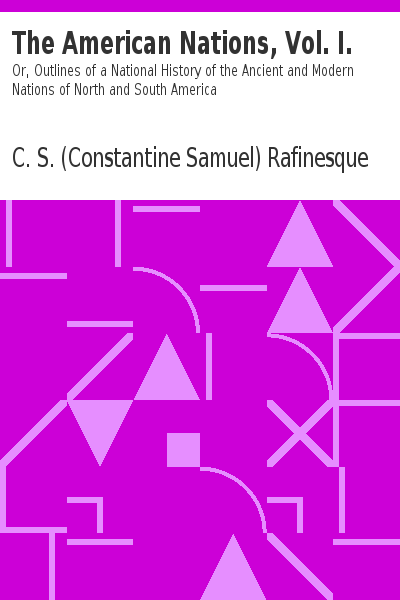 The American Nations, Vol. I.
Or, Outlines of a National History of the Ancient and Modern
Nations of North and South America
C. S. (Constantine Samuel) Rafinesque